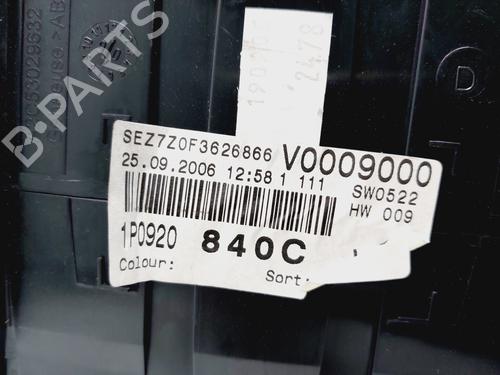 SEZ7Z0F3626866 V0009000
25.09.2006 12:58 1 111
SW0522
HW 009
1P0920 840C
Colour:
Sort:
D
B-PARTS